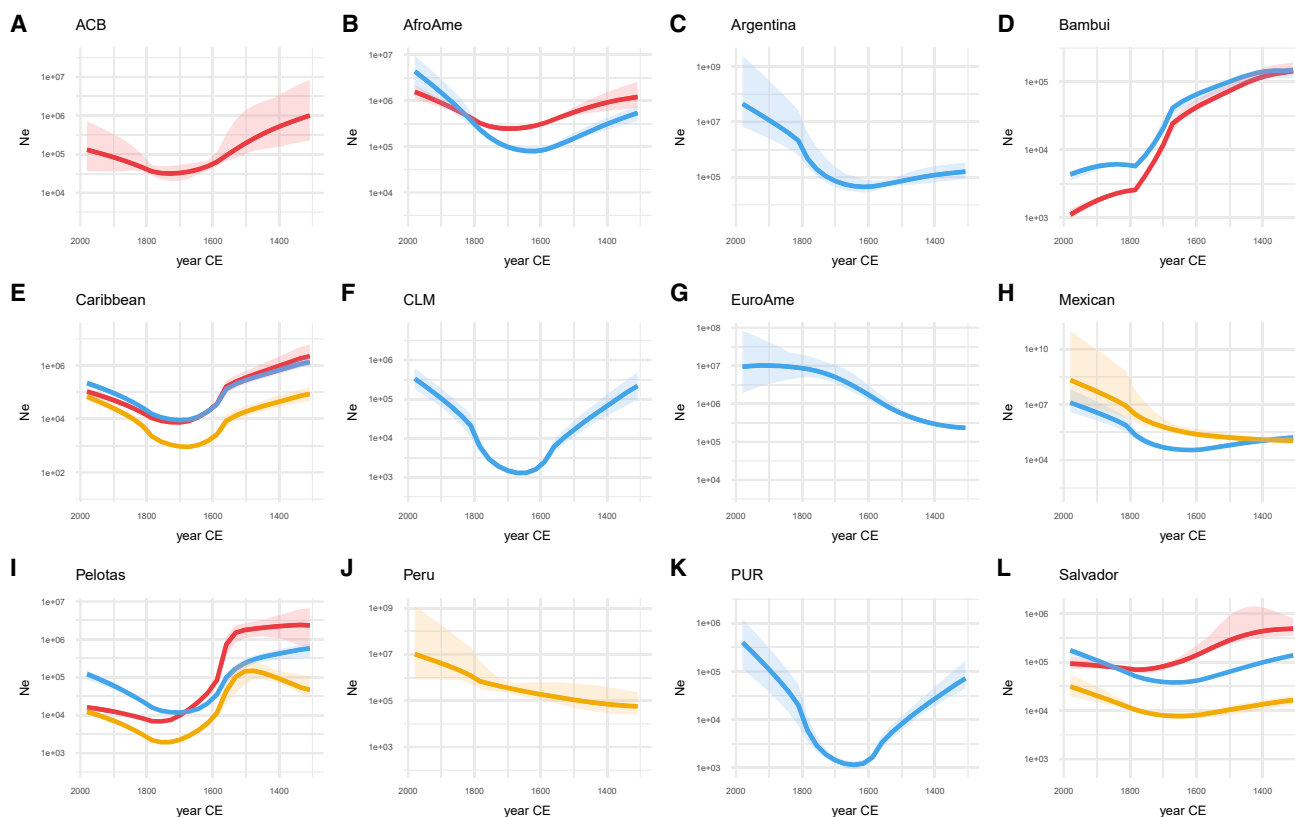 A ACB
1e+07
1e+06
1e+05
1e+04
Ne
2000 1800 1600 1400
year CE
B AfroAme
1e+07
1e+06
1e+05
1e+04
Ne
2000 1800 1600 1400
year CE
C Argentina
1e+09
1e+07
1e+05
Ne
2000 1800 1600 1400
year CE
D Bambui
1e+05
1e+04
1e+03
Ne
2000 1800 1600 1400
year CE
E Caribbean
1e+06
1e+04
1e+02
Ne
2000 1800 1600 1400
year CE
F CLM
1e+06
1e+05
1e+04
1e+03
Ne
2000 1800 1600 1400
year CE
G EuroAme
1e+08
1e+07
1e+06
1e+05
1e+04
Ne
2000 1800 1600 1400
year CE
H Mexican
1e+10
1e+07
1e+04
Ne
2000 1800 1600 1400
year CE
I Pelotas
1e+07
1e+06
1e+05
1e+04
1e+03
Ne
2000 1800 1600 1400
year CE
J Peru
1e+09
1e+07
1e+05
1e+03
Ne
2000 1800 1600 1400
year CE
K PUR
1e+06
1e+05
1e+04
1e+03
Ne
2000 1800 1600 1400
year CE
L Salvador
1e+06
1e+05
1e+04
1e+03
Ne
2000 1800 1600 1400
year CE